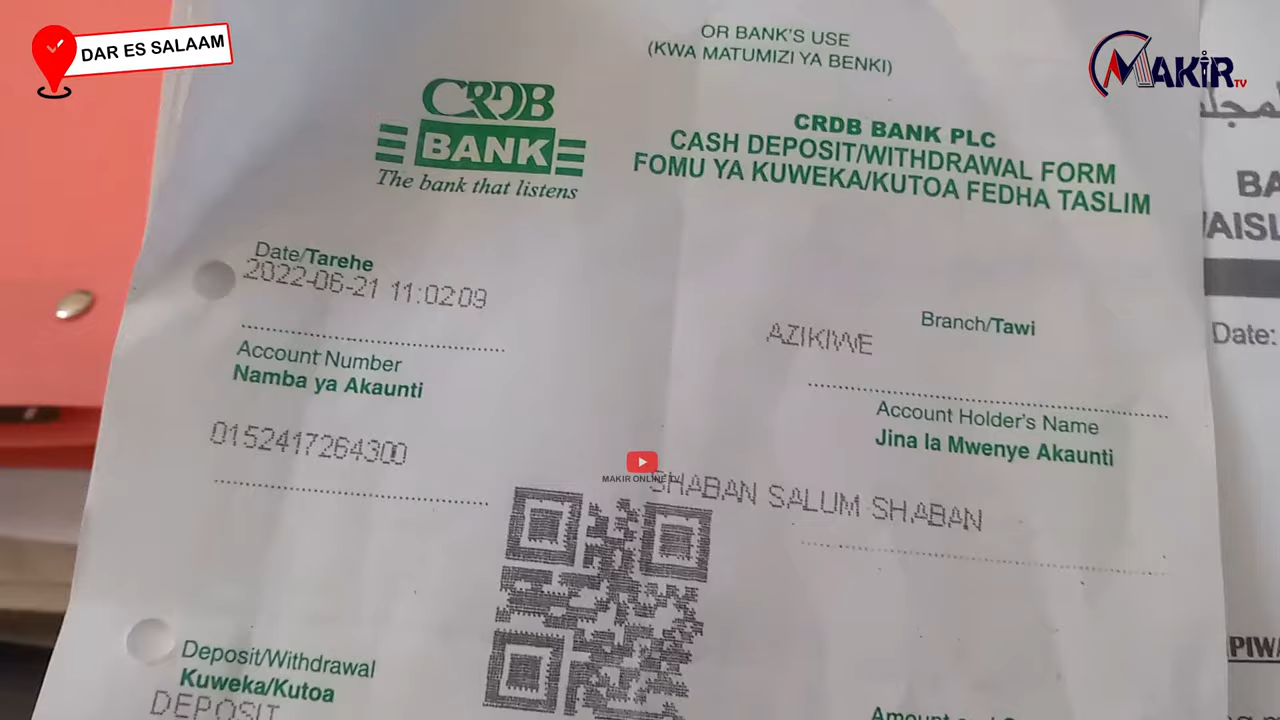 DAR ES SALAAM
MAKIR TV
OR BANK'S USE
(KWA MATUMIZI YA BENKI)
CRDB
BANK
The bank that listens
CRDB BANK PLC
CASH DEPOSIT/WITHDRAWAL FORM
FOMU YA KUWEKA/KUTOA FEDHA TASLIM
Date/Tarehe
2022-06-21 11:02:09
Branch/Tawi
AZIKIWE
Account Number
Namba ya Akaunti
0152417264300
Account Holder's Name
Jina la Mwenye Akaunti
SHABAN SALUM SHABAN
MAKIR ONLINE TV
Deposit/Withdrawal
Kuweka/Kutoa
DEPOSIT
Date: